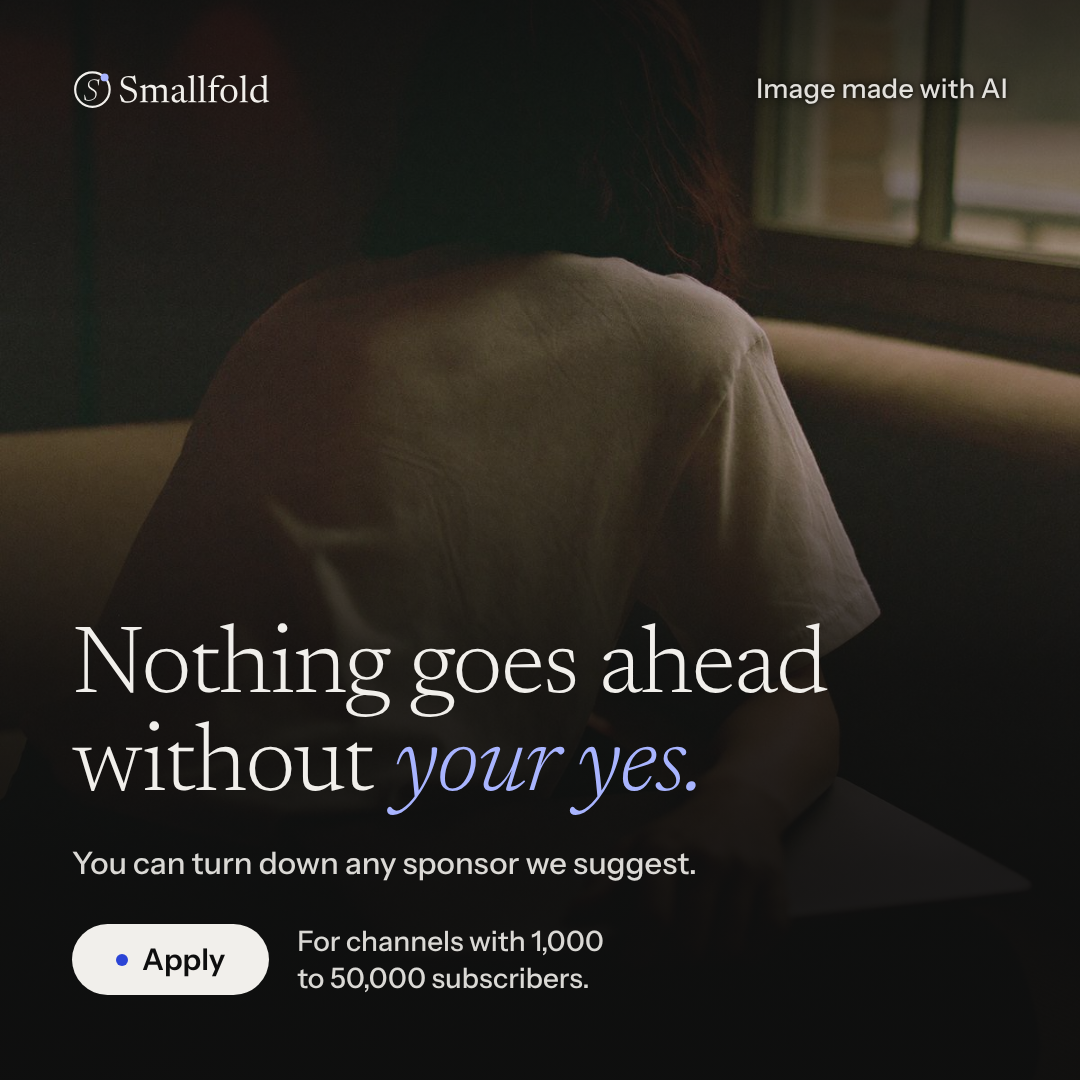 Smallfold
Image made with AI
Nothing goes ahead
without your yes.
You can turn down any sponsor we suggest.
Apply
For channels with 1,000
to 50,000 subscribers.